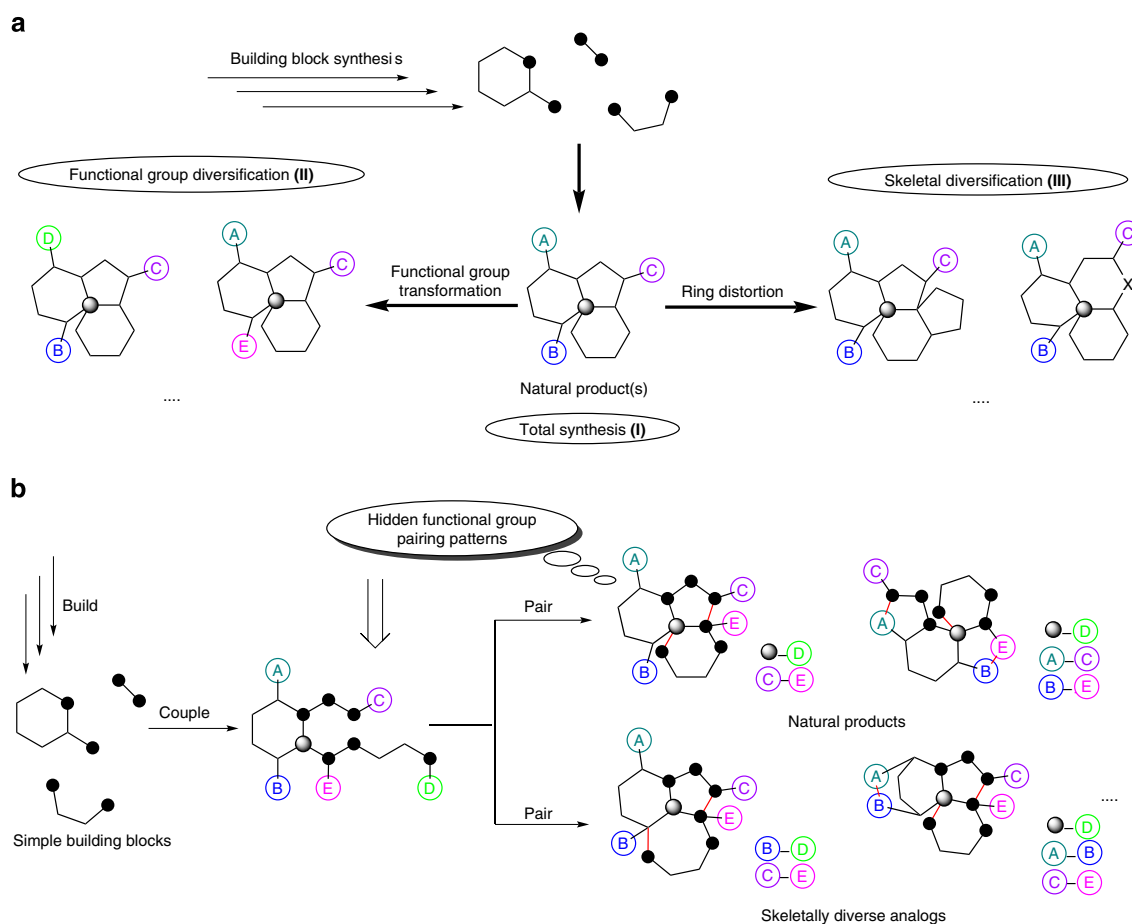 a
Building block synthesis
Functional group diversification (II)
Skeletal diversification (III)
D
C
B
A
C
E
Functional group
transformation
A
C
B
Ring distortion
A
C
B
A
C
X
B
....
Natural product(s)
....
Total synthesis (I)
b
Hidden functional group
pairing patterns
Build
Couple
Simple building blocks
A
C
B
E
D
Pair
A
C
E
B
D
C E
C
A
E
B
D
A C
B E
Natural products
Pair
A
C
E
B
B D
C E
A
B
C
E
....
D
A B
C E
Skeletally diverse analogs